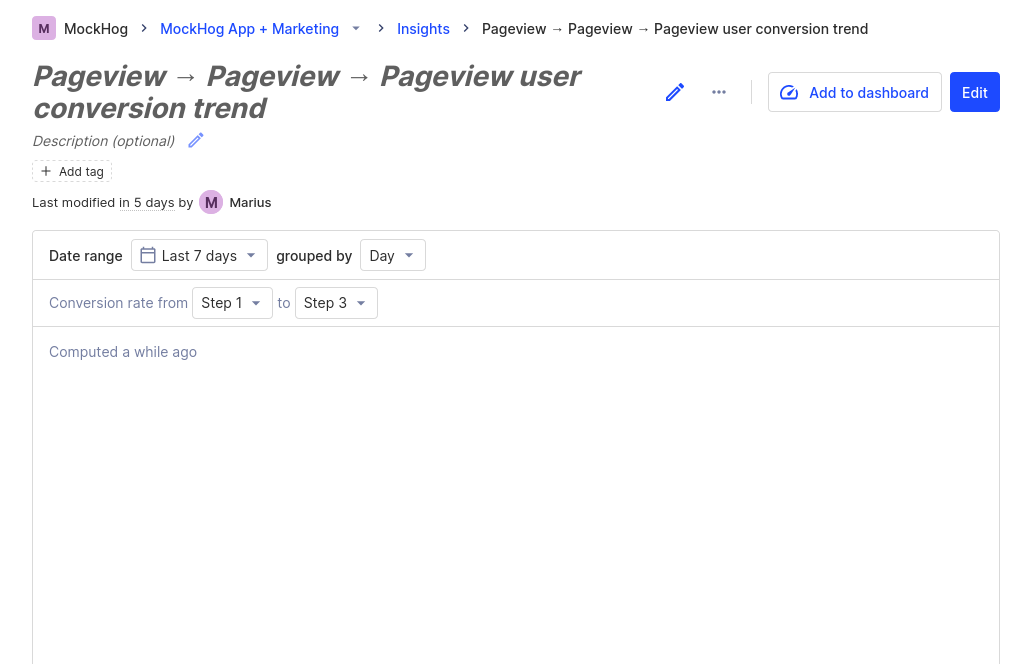 M MockHog > MockHog App + Marketing > Insights > Pageview → Pageview → Pageview user conversion trend
Pageview → Pageview → Pageview user
conversion trend
Add to dashboard
Edit
Description (optional)
+ Add tag
Last modified in 5 days by M Marius
Date range Last 7 days grouped by Day
Conversion rate from Step 1 to Step 3
Computed a while ago